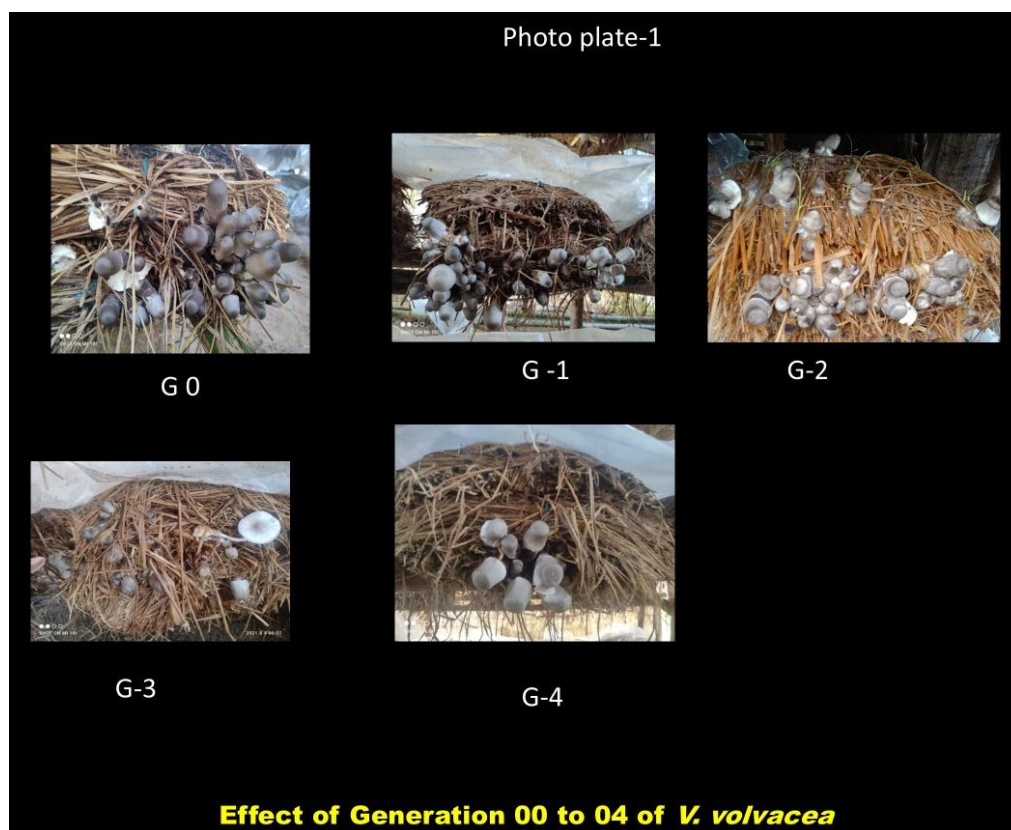 Photo plate-1
G 0
G -1
G-2
G-3
G-4
Effect of Generation 00 to 04 of V. volvacea